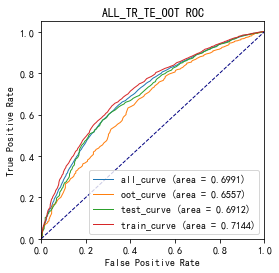 ALL_TR_TE_OOT ROC
True Positive Rate
1.0
0.8
0.6
0.4
0.2
0.0
all_curve (area = 0.6991)
oot_curve (area = 0.6557)
test_curve (area = 0.6912)
train_curve (area = 0.7144)
0.0 0.2 0.4 0.6 0.8 1.0
False Positive Rate